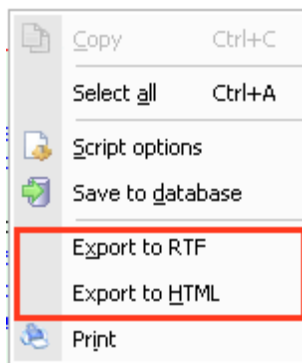 Copy Ctrl+C
Select all Ctrl+A
Script options
Save to database
Export to RTF
Export to HTML
Print